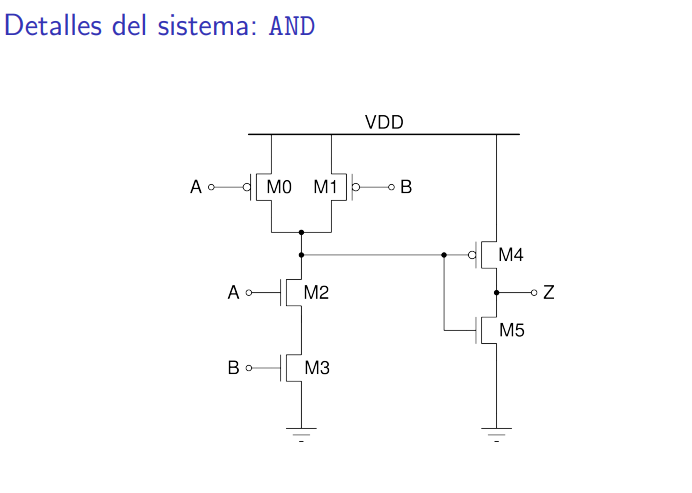 Detalles del sistema: AND
VDD
A M0 M1 B
M4
A M2 Z
M5
B M3